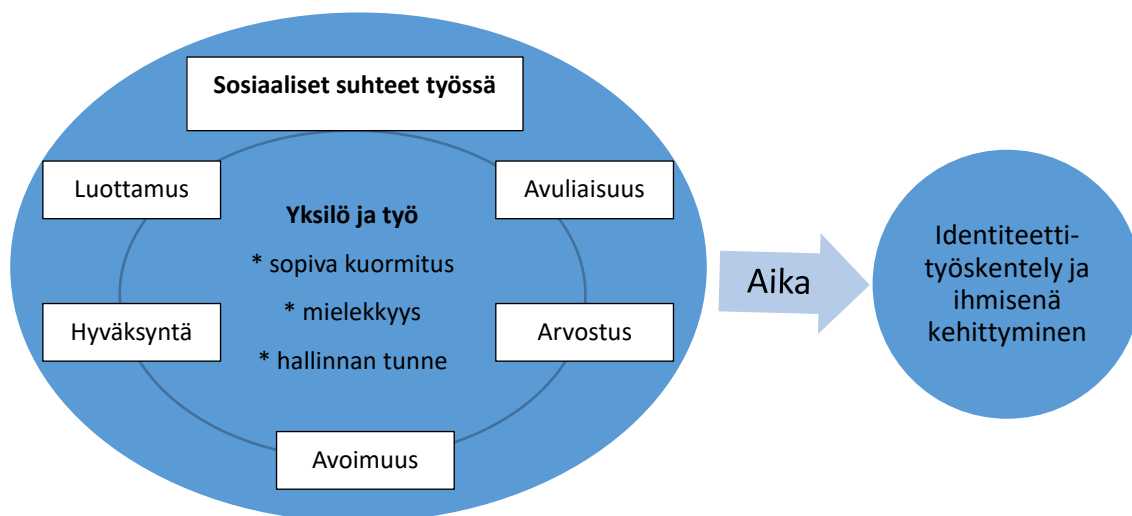 Sosiaaliset suhteet työssä
Luottamus
Avuliaisuus
Yksilö ja työ
* sopiva kuormitus
* mielekkyys
* hallinnan tunne
Hyväksyntä
Arvostus
Avoimuus
Aika
Identiteetti-
työskentely ja
ihmisenä
kehittyminen